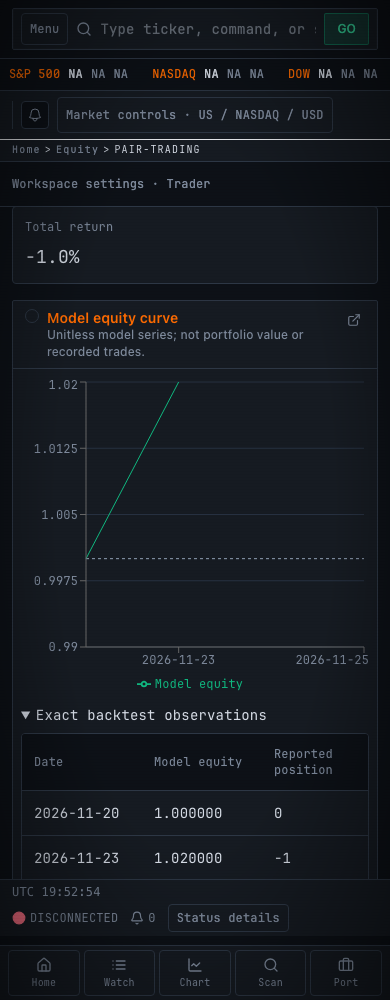 Menu Type ticker, command, or s GO
S&P 500 NA NA NA NASDAQ NA NA NA DOW NA NA NA
Market controls · US / NASDAQ / USD
Home > Equity > PAIR-TRADING
Workspace settings · Trader
Total return
-1.0%
Model equity curve
Unitless model series; not portfolio value or
recorded trades.
1.02
1.0125
1.005
0.9975
0.99
2026-11-23 2026-11-25
Model equity
▼ Exact backtest observations
Date Model equity Reported
position
2026-11-20 1.000000 0
2026-11-23 1.020000 -1
UTC 19:52:54
DISCONNECTED 0 Status details
Home Watch Chart Scan Port